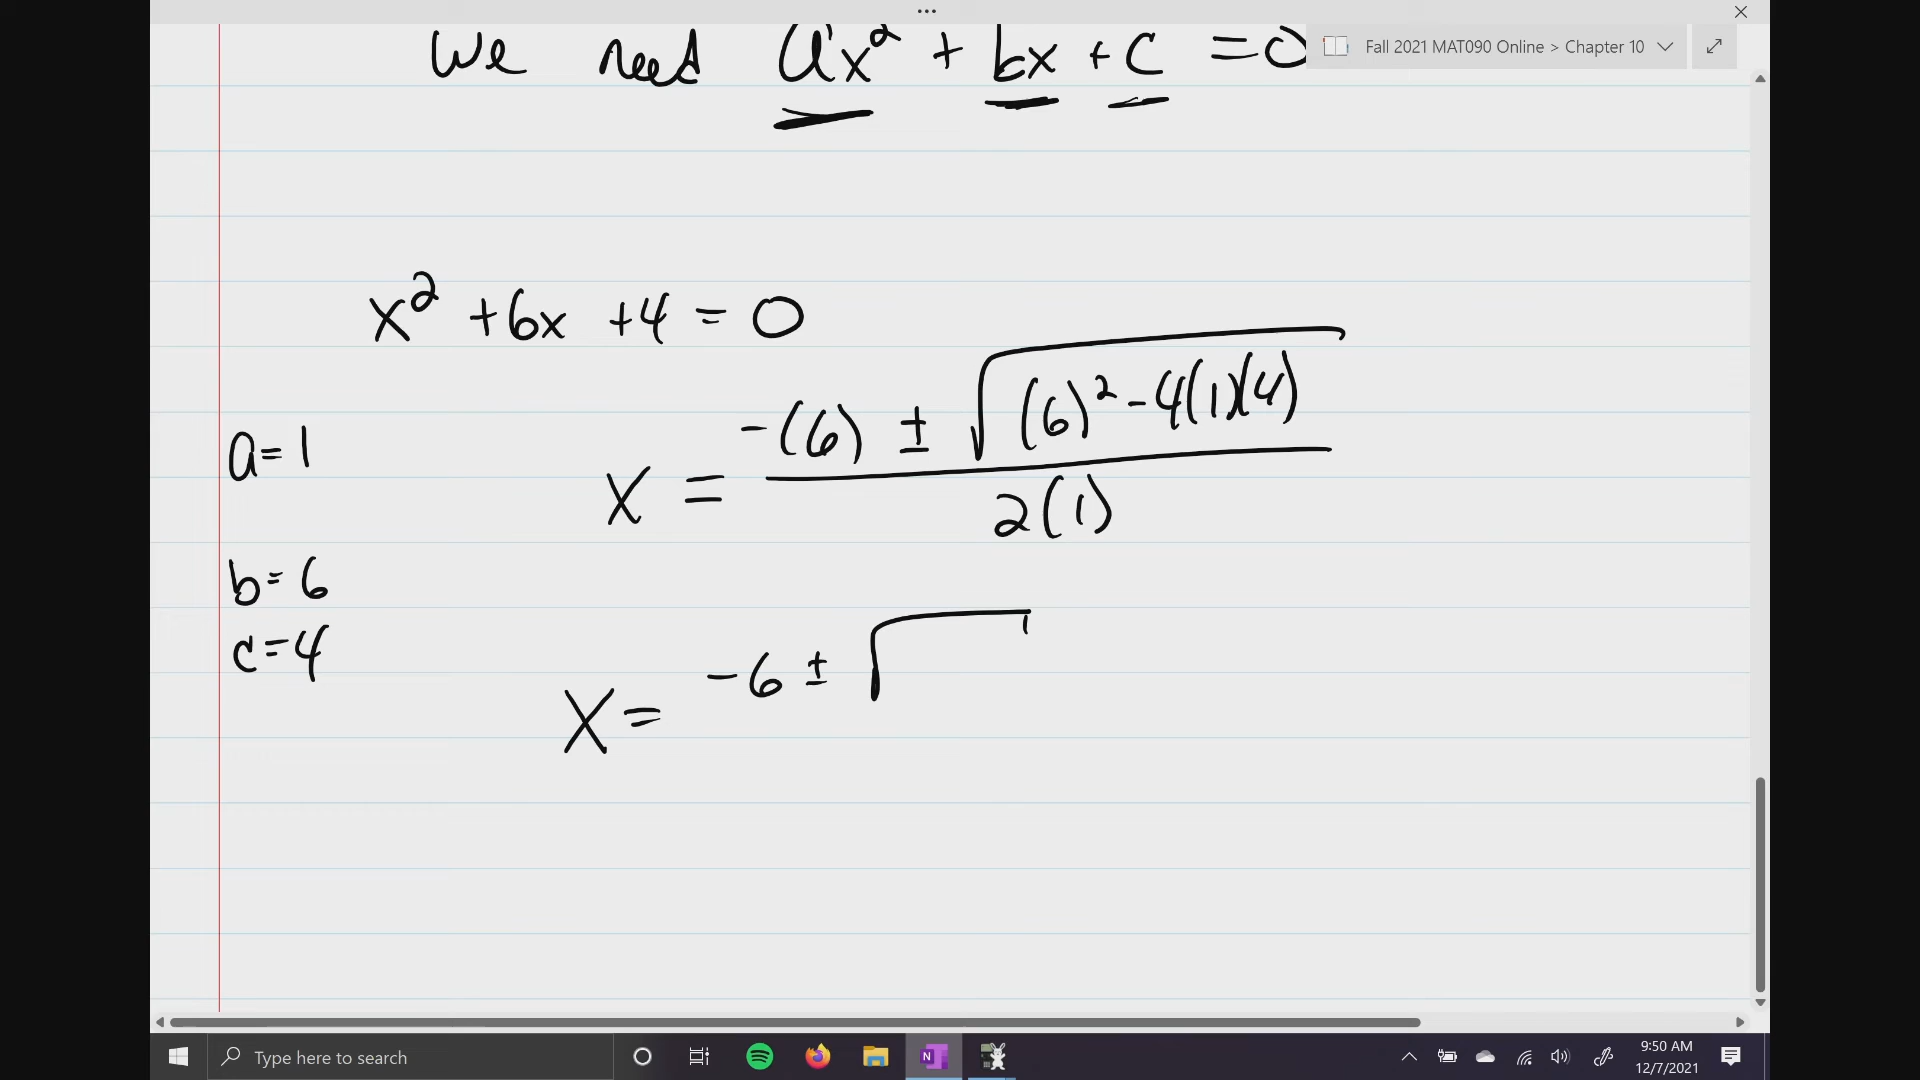 ...
Fall 2021 MAT090 Online > Chapter 10
We need ax² + bx + c = 0
x² + 6x + 4 = 0
x = (-(6) ± √((6)² - 4(1)(4))) / (2(1))
a = 1
b = 6
c = 4
x = -6 ± √
Type here to search
9:50 AM
12/7/2021